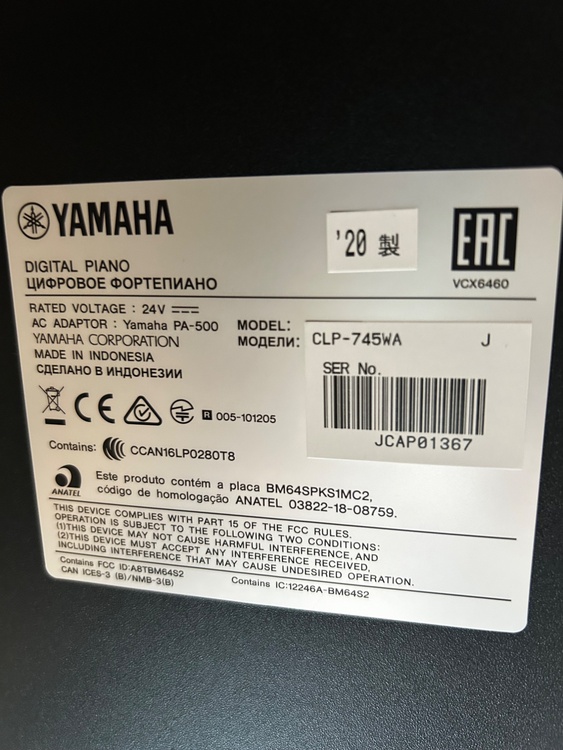 YAMAHA
'20 製
EAC
VCX6460
DIGITAL PIANO
ЦИФРОВОЕ ФОРТЕПИАНО
RATED VOLTAGE : 24V
AC ADAPTOR : Yamaha PA-500
YAMAHA CORPORATION
MADE IN INDONESIA
СДЕЛАНО В ИНДОНЕЗИИ
MODEL:
МОДЕЛИ:
CLP-745WA J
SER No.
JCAP01367
CE
R 005-101205
Contains: CCAN16LP0280T8
ANATEL
Este produto contém a placa BM64SPKS1MC2,
código de homologação ANATEL 03822-18-08759.
THIS DEVICE COMPLIES WITH PART 15 OF THE FCC RULES.
OPERATION IS SUBJECT TO THE FOLLOWING TWO CONDITIONS:
(1)THIS DEVICE MAY NOT CAUSE HARMFUL INTERFERENCE, AND
(2)THIS DEVICE MUST ACCEPT ANY INTERFERENCE RECEIVED,
INCLUDING INTERFERENCE THAT MAY CAUSE UNDESIRED OPERATION.
Contains FCC ID:A8TBM64S2
CAN ICES-3 (B)/NMB-3(B)
Contains IC:12246A-BM64S2